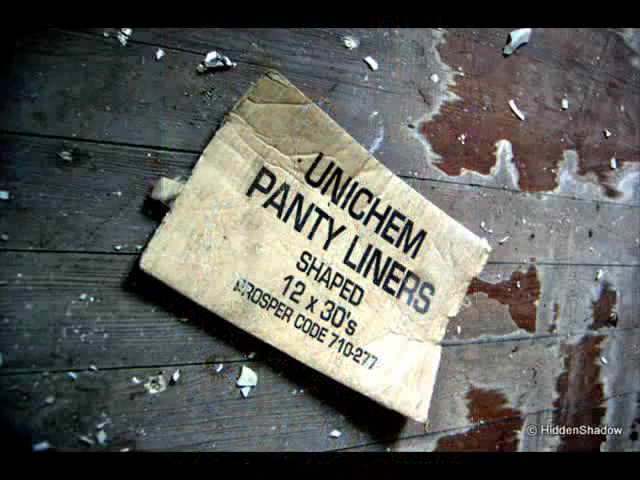 UNICHEM
PANTY LINERS
SHAPED
12 x 30's
PROSPER CODE 710-277
© HiddenShadow